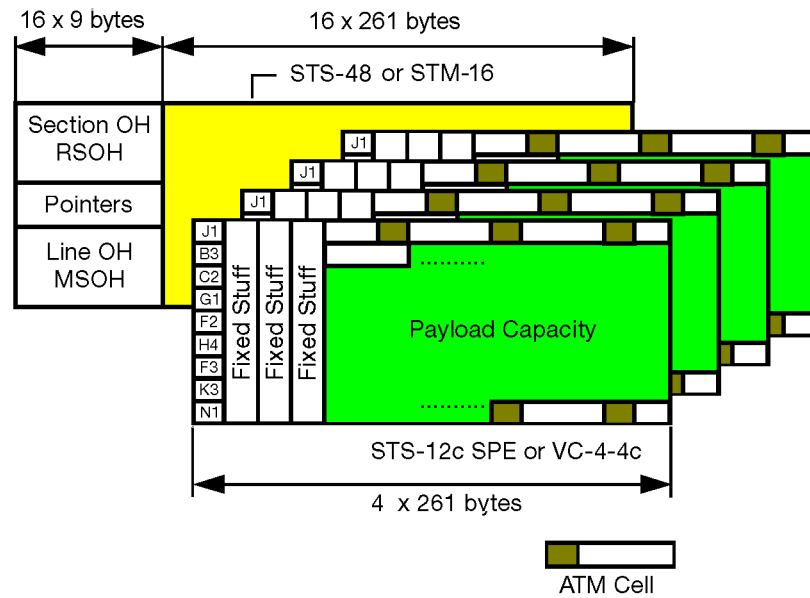 16 x 9 bytes
16 x 261 bytes
STS-48 or STM-16
Section OH
RSOH
Pointers
Line OH
MSOH
J1
J1
J1
J1
B3
C2
G1
F2
H4
F3
K3
N1
Fixed Stuff
Fixed Stuff
Fixed Stuff
Payload Capacity
STS-12c SPE or VC-4-4c
4 x 261 bytes
ATM Cell